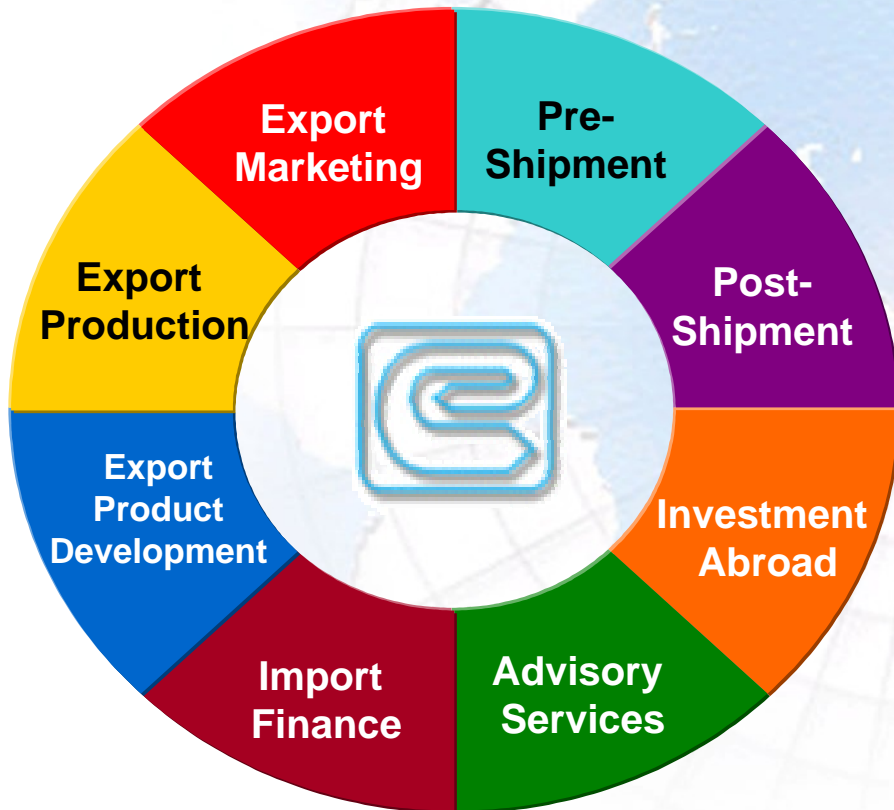 Export
Marketing
Pre-
Shipment
Export
Production
Post-
Shipment
Export
Product
Development
Investment
Abroad
Import
Finance
Advisory
Services